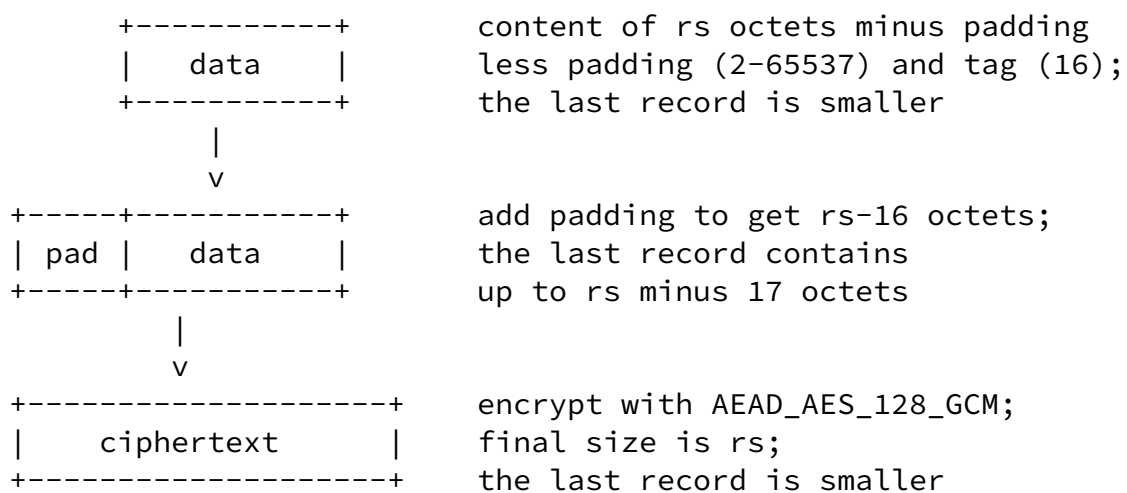 +-----------+ content of rs octets minus padding
| data | less padding (2-65537) and tag (16);
+-----------+ the last record is smaller
|
v
+-----+-----------+ add padding to get rs-16 octets;
| pad | data | the last record contains
+-----+-----------+ up to rs minus 17 octets
|
v
+--------------------+ encrypt with AEAD_AES_128_GCM;
| ciphertext | final size is rs;
+--------------------+ the last record is smaller